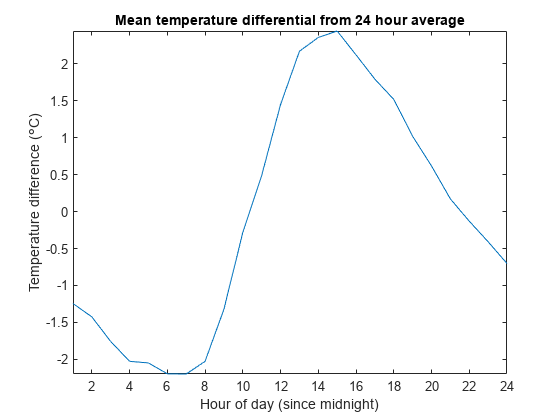 Mean temperature differential from 24 hour average
Temperature difference (°C)
2
1.5
1
0.5
0
-0.5
-1
-1.5
-2
2 4 6 8 10 12 14 16 18 20 22 24
Hour of day (since midnight)